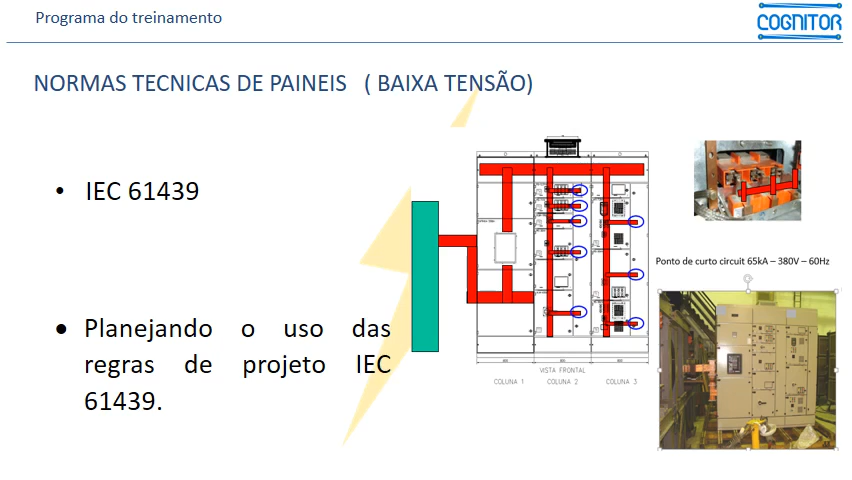 Programa do treinamento
COGNITOR
NORMAS TECNICAS DE PAINEIS ( BAIXA TENSÃO)
• IEC 61439
• Planejando o uso das
regras de projeto IEC
61439.
Ponto de curto circuit 65kA – 380V – 60Hz
VISTA FRONTAL
COLUNA 1 COLUNA 2 COLUNA 3